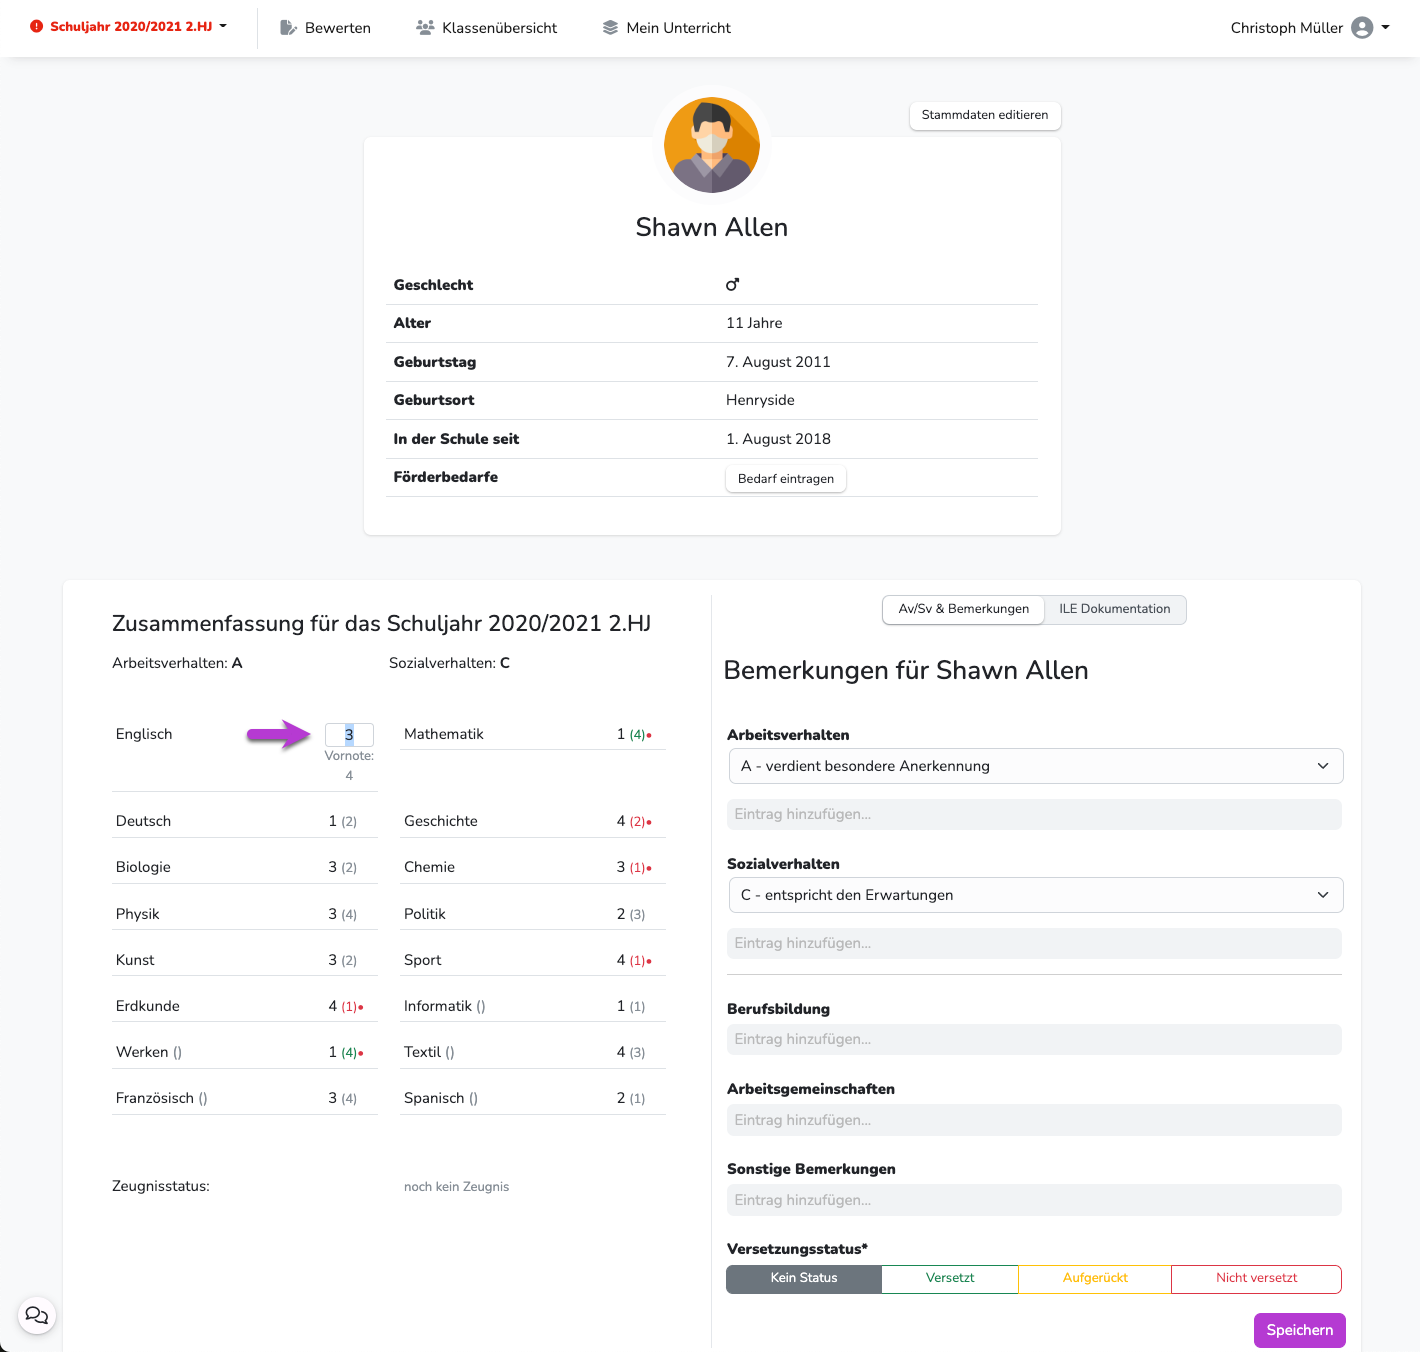 Schuljahr 2020/2021 2.HJ
Bewerten
Klassenübersicht
Mein Unterricht
Christoph Müller
Stammdaten editieren
Shawn Allen
Geschlecht ♂
Alter 11 Jahre
Geburtstag 7. August 2011
Geburtsort Henryside
In der Schule seit 1. August 2018
Förderbedarfe Bedarf eintragen
Zusammenfassung für das Schuljahr 2020/2021 2.HJ
Arbeitsverhalten: A Sozialverhalten: C
Englisch 3 Mathematik 1 (4)
Vornote:
4
Deutsch 1 (2) Geschichte 4 (2)
Biologie 3 (2) Chemie 3 (1)
Physik 3 (4) Politik 2 (3)
Kunst 3 (2) Sport 4 (1)
Erdkunde 4 (1) Informatik () 1 (1)
Werken () 1 (4) Textil () 4 (3)
Französisch () 3 (4) Spanisch () 2 (1)
Zeugnisstatus: noch kein Zeugnis
Av/Sv & Bemerkungen ILE Dokumentation
Bemerkungen für Shawn Allen
Arbeitsverhalten
A - verdient besondere Anerkennung
Eintrag hinzufügen...
Sozialverhalten
C - entspricht den Erwartungen
Eintrag hinzufügen...
Berufsbildung
Eintrag hinzufügen...
Arbeitsgemeinschaften
Eintrag hinzufügen...
Sonstige Bemerkungen
Eintrag hinzufügen...
Versetzungsstatus*
Kein Status Versetzt Aufgerückt Nicht versetzt
Speichern